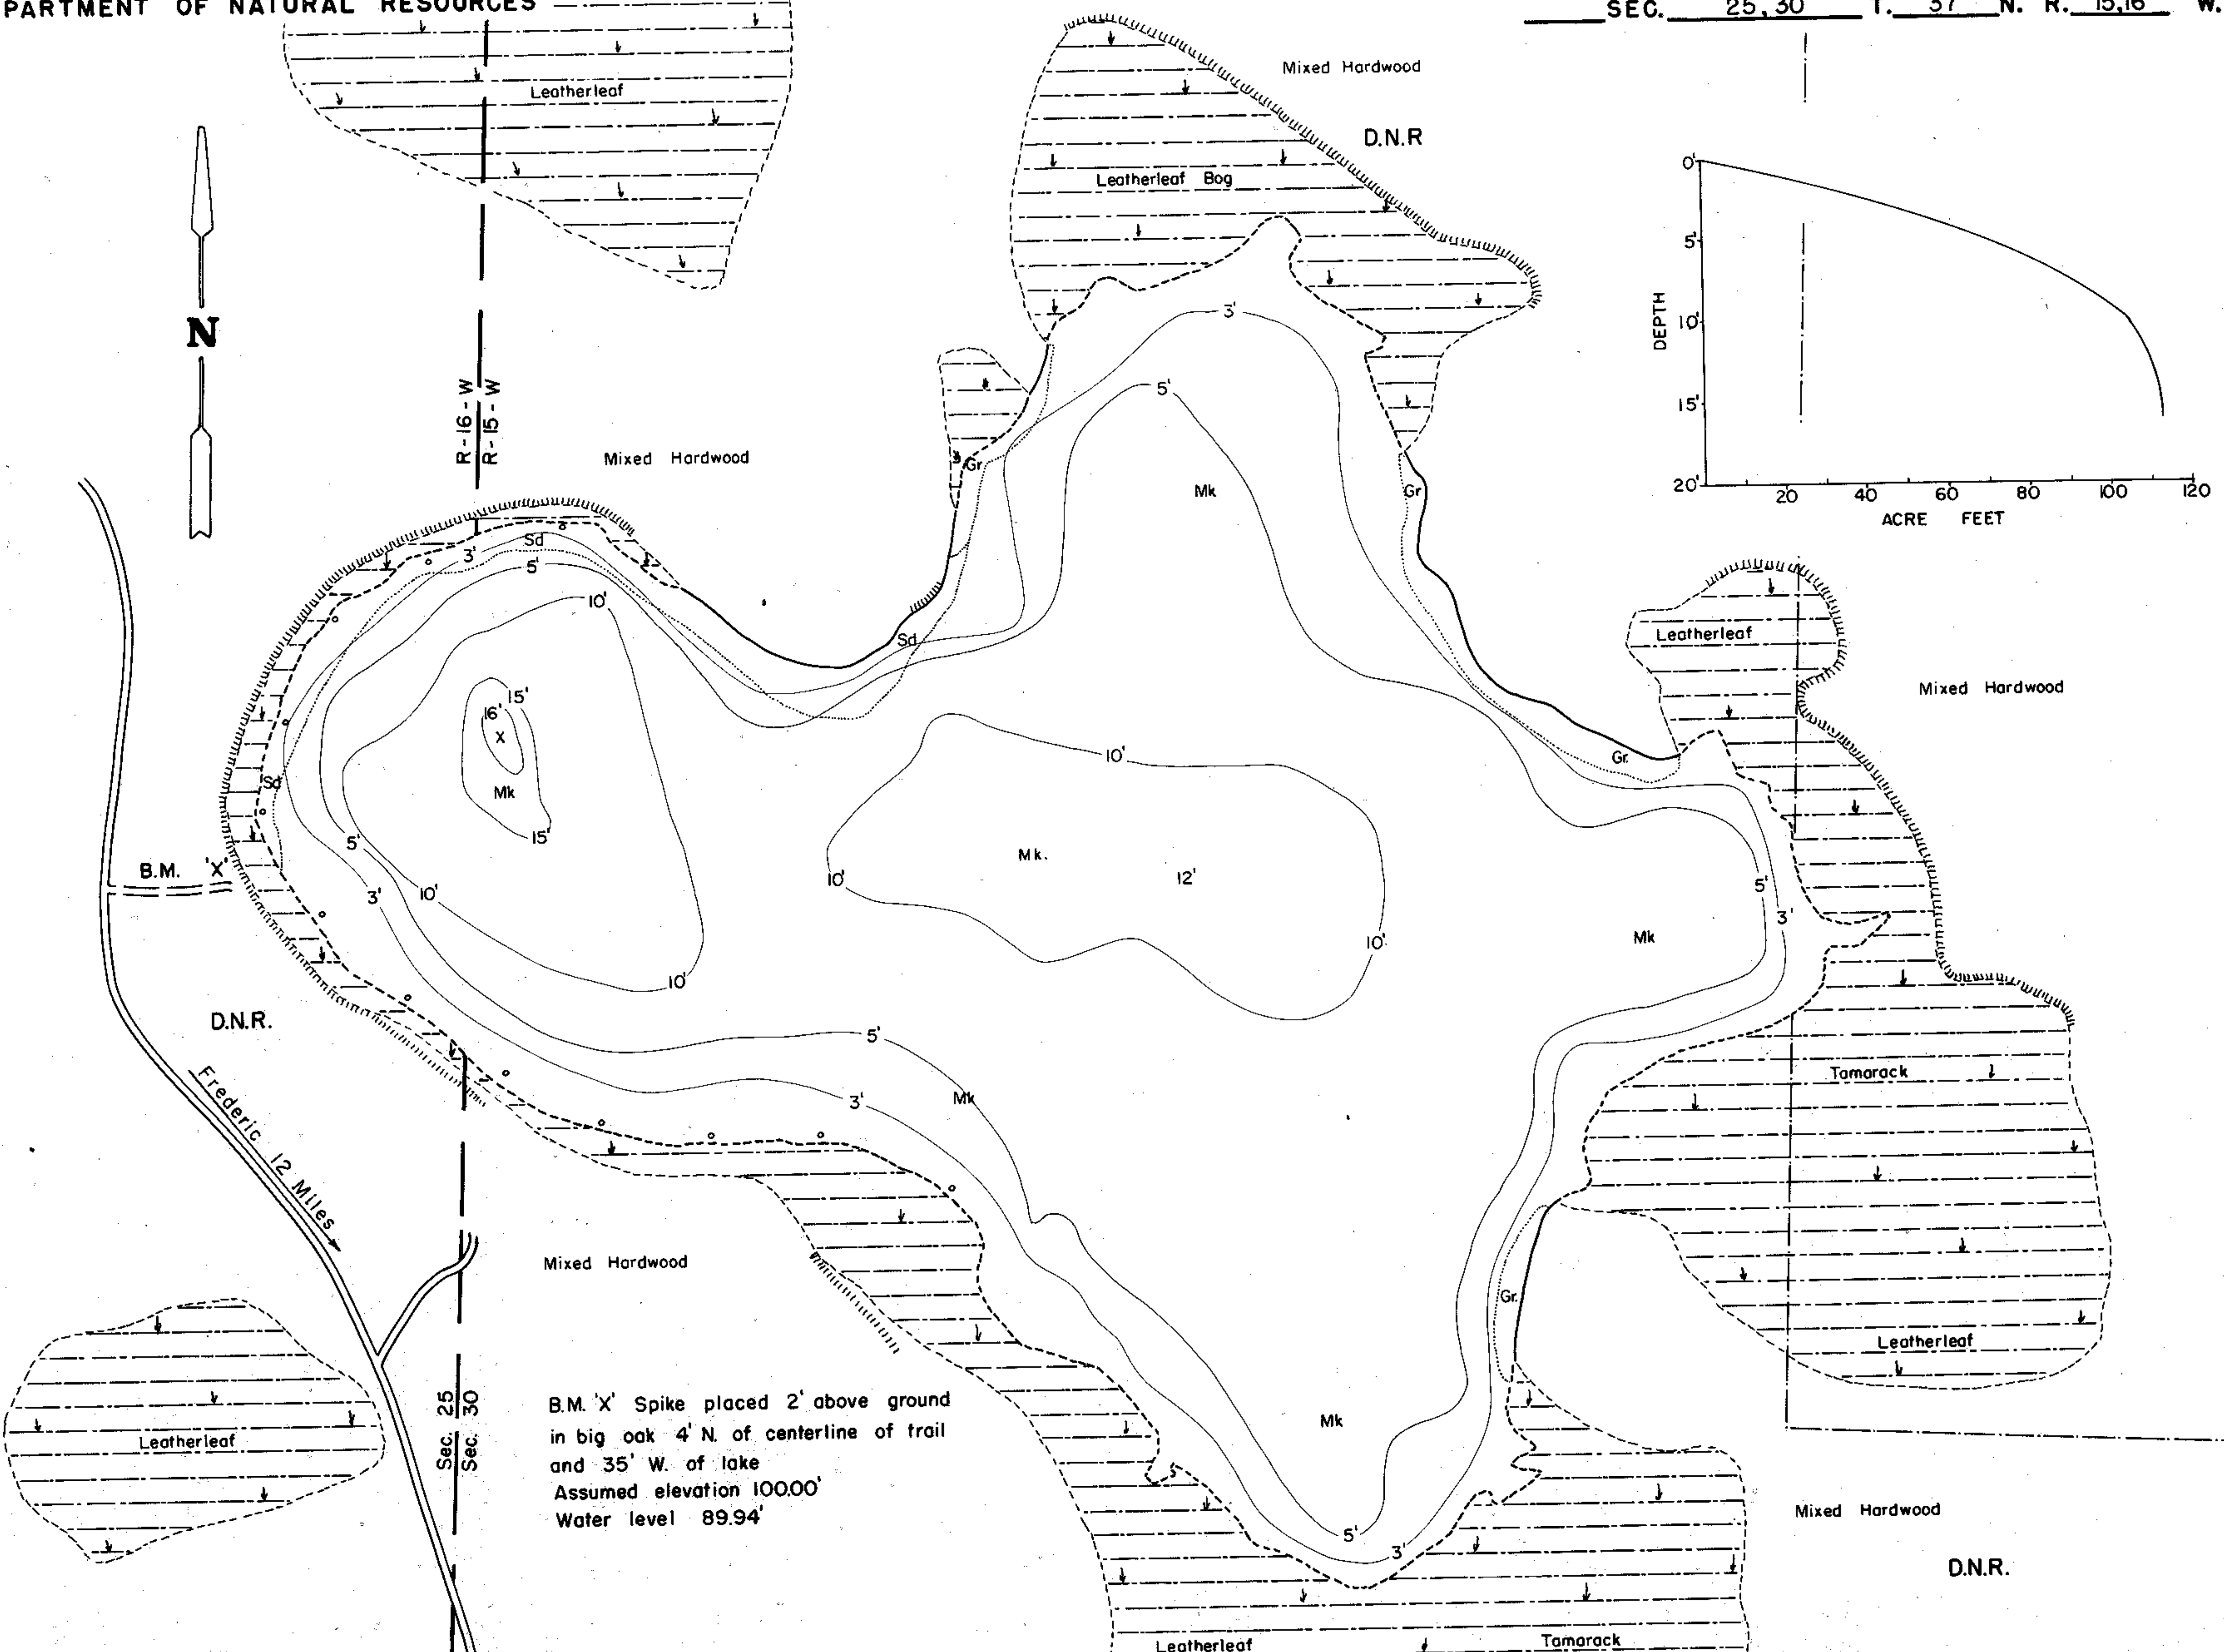 PARTMENT OF NATURAL RESOURCES
SEC. 25,30 T. 37 N. R. 15,16 W.
Leatherleaf
Mixed Hardwood
D.N.R
Leatherleaf Bog
N
R-16-W
R-15-W
Mixed Hardwood
0'
5'
10'
15'
20'
DEPTH
20 40 60 80 100 120
ACRE FEET
3'
5'
Gr
Mk
Gr
Sd
3'
5'
10'
Sd
Leatherleaf
Mixed Hardwood
15'
16'
X
Mk
15'
Sd
Gr.
10'
5'
B.M. 'X'
3'
10'
10'
Mk.
12'
5'
3'
Mk
10'
10'
D.N.R.
5'
3'
Mk
Tamarack
Frederic 12 Miles
Mixed Hardwood
Gr.
Leatherleaf
Leatherleaf
Sec. 25
Sec. 30
B.M. 'X' Spike placed 2' above ground
in big oak 4' N. of centerline of trail
and 35' W. of lake
Assumed elevation 100.00'
Water level 89.94'
Mk
5'
3'
Mixed Hardwood
D.N.R.
Leatherleaf
Tamarack